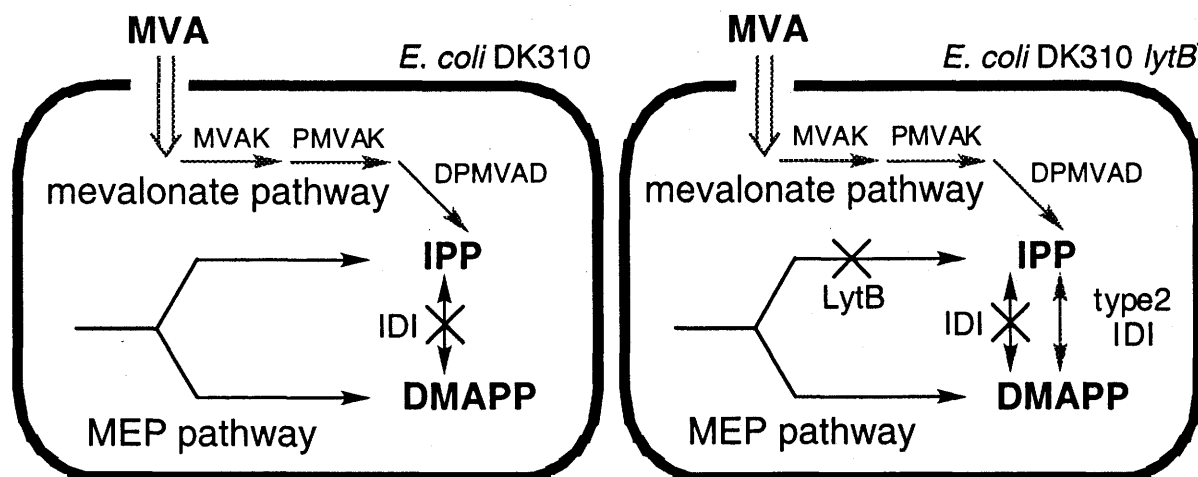 MVA
E. coli DK310
MVAK PMVAK
DPMVAD
mevalonate pathway
IPP
IDI
DMAPP
MEP pathway
MVA
E. coli DK310 lytB
MVAK PMVAK
DPMVAD
mevalonate pathway
IPP
LytB
IDI
type2
IDI
DMAPP
MEP pathway